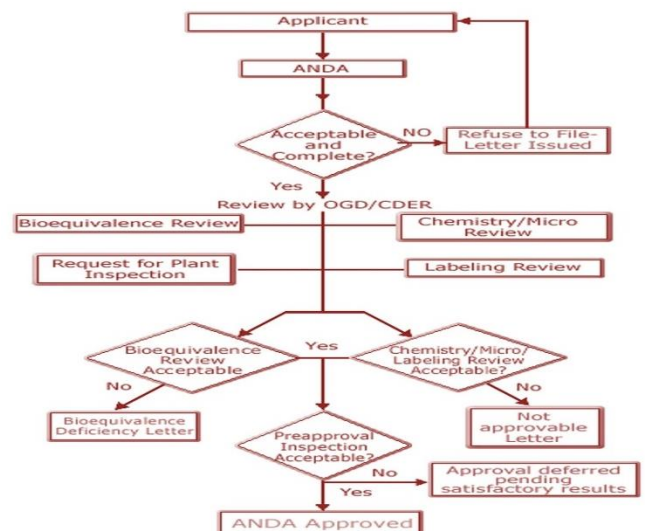 Applicant
ANDA
Acceptable
and
Complete?
NO
Refuse to File-
Letter Issued
Yes
Review by OGD/CDER
Bioequivalence Review
Chemistry/Micro
Review
Request for Plant
Inspection
Labeling Review
Bioequivalence
Review
Acceptable
Yes
Chemistry/Micro/
Labeling Review
Acceptable?
No
No
Bioequivalence
Deficiency Letter
Not
approvable
Letter
Preapproval
Inspection
Acceptable?
No
Approval deferred
pending
satisfactory results
Yes
ANDA Approved